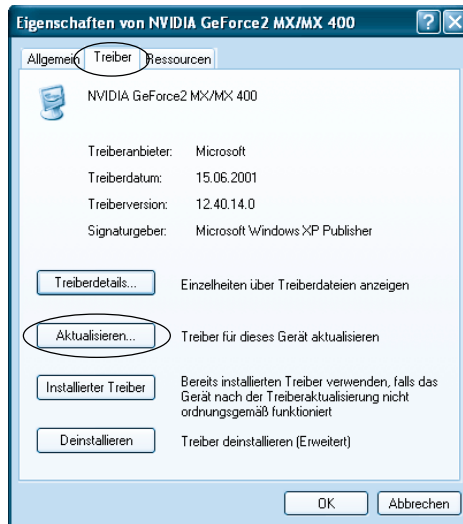 Eigenschaften von NVIDIA GeForce2 MX/MX 400
Allgemein Treiber Ressourcen
NVIDIA GeForce2 MX/MX 400
Treiberanbieter: Microsoft
Treiberdatum: 15.06.2001
Treiberversion: 12.40.14.0
Signaturgeber: Microsoft Windows XP Publisher
Treiberdetails... Einzelheiten über Treiberdateien anzeigen
Aktualisieren... Treiber für dieses Gerät aktualisieren
Installierter Treiber
Bereits installierten Treiber verwenden, falls das
Gerät nach der Treiberaktualisierung nicht
ordnungsgemäß funktioniert
Deinstallieren Treiber deinstallieren (Erweitert)
OK Abbrechen